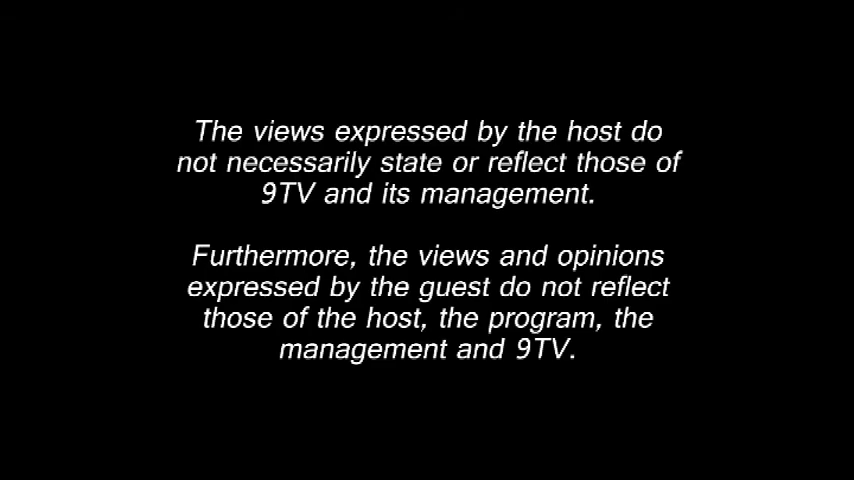 The views expressed by the host do
not necessarily state or reflect those of
9TV and its management.
Furthermore, the views and opinions
expressed by the guest do not reflect
those of the host, the program, the
management and 9TV.